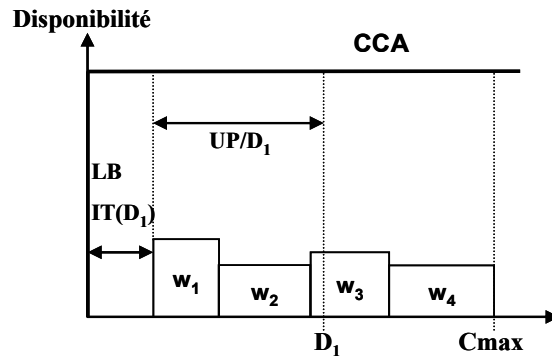 Disponibilité
CCA
UP/D₁
LB
IT(D₁)
w₁
w₂
w₃
w₄
D₁
Cmax